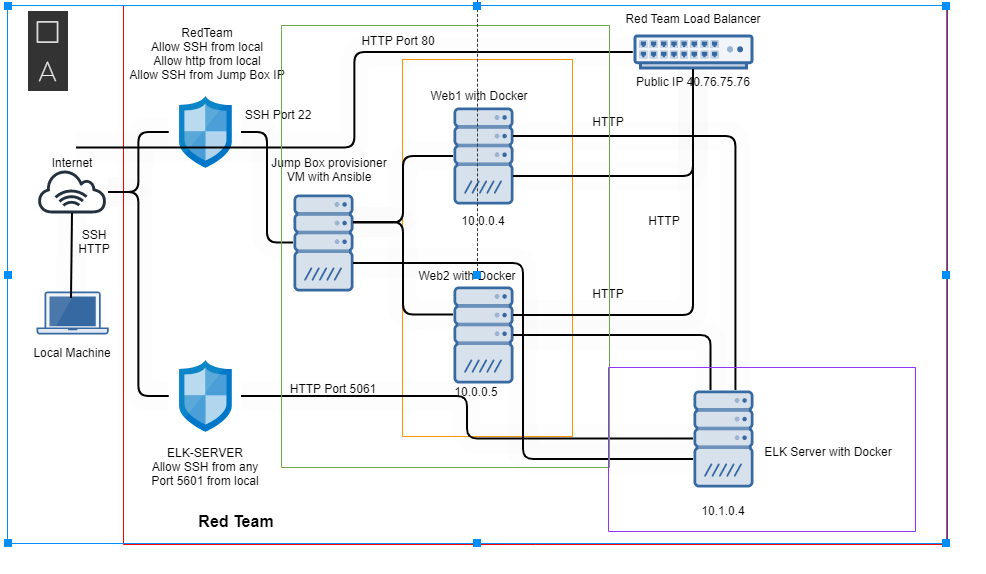 A
RedTeam
Allow SSH from local
Allow http from local
Allow SSH from Jump Box IP
HTTP Port 80
Red Team Load Balancer
Public IP 40.76.75.76
SSH Port 22
Web1 with Docker
HTTP
Internet
Jump Box provisioner
VM with Ansible
10.0.0.4
HTTP
SSH
HTTP
Web2 with Docker
HTTP
Local Machine
HTTP Port 5061
10.0.0.5
ELK-SERVER
Allow SSH from any
Port 5601 from local
ELK Server with Docker
10.1.0.4
Red Team